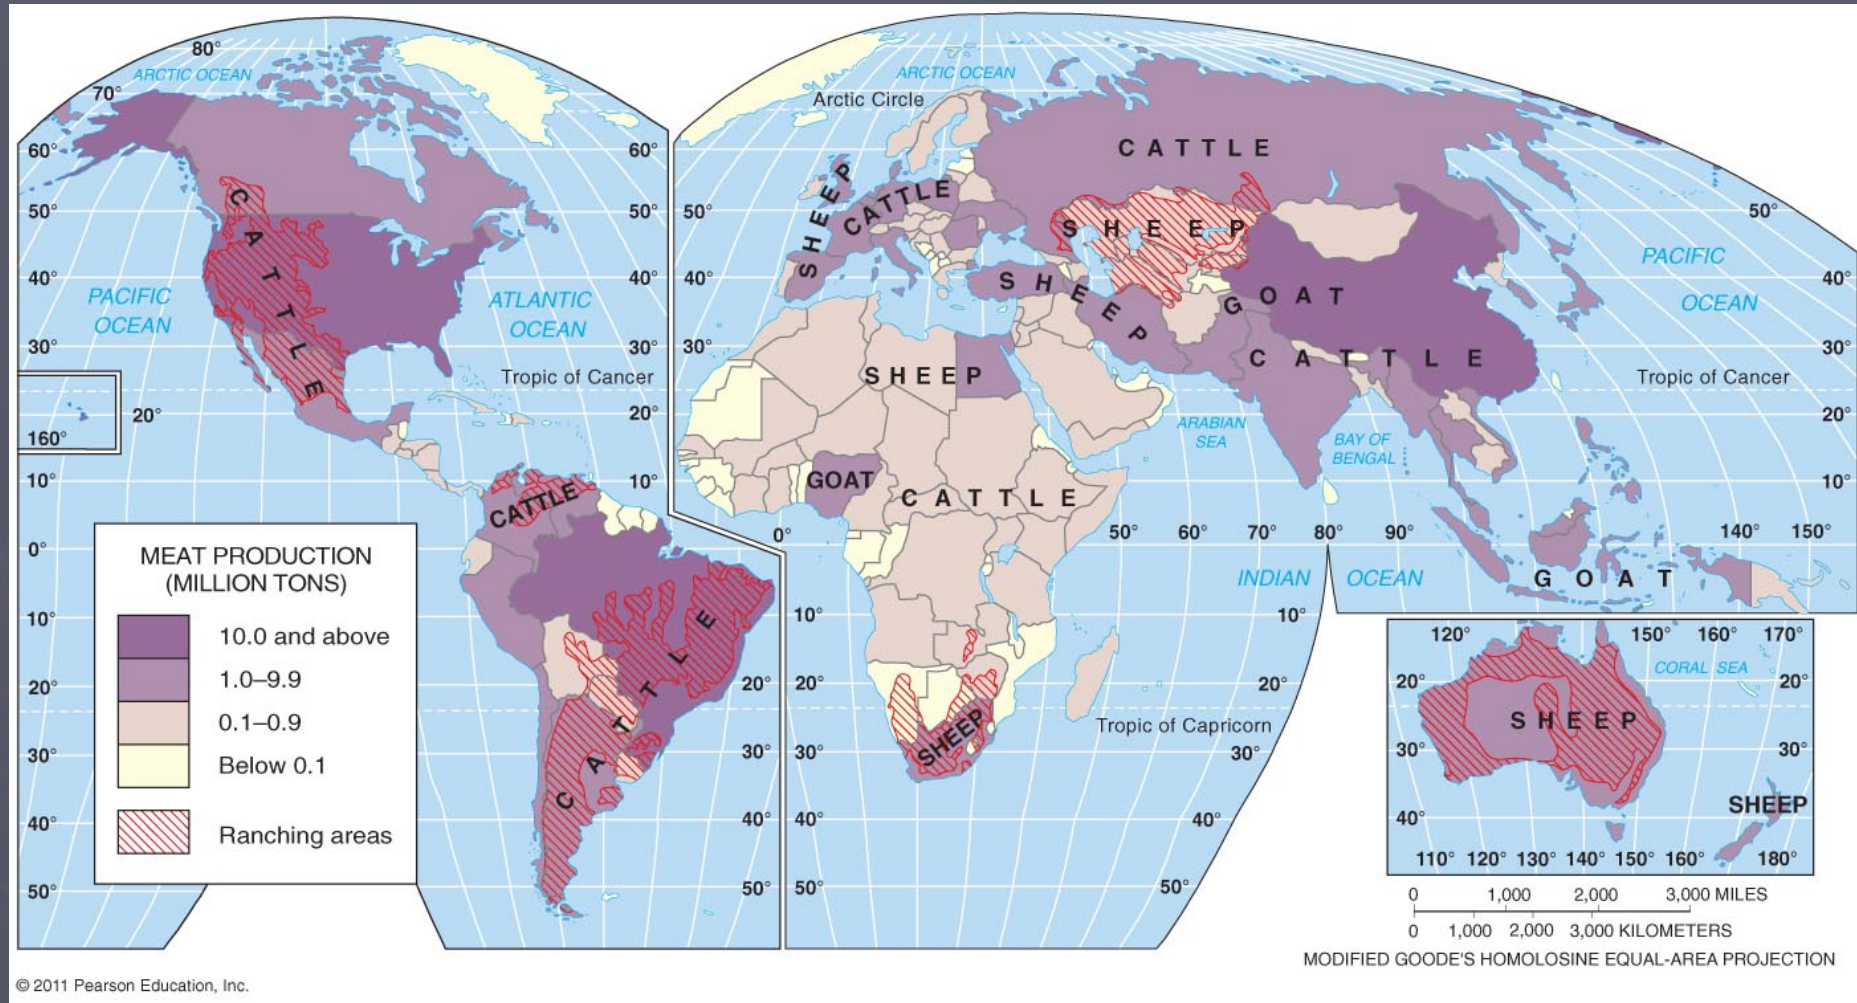 80°
ARCTIC OCEAN
70°
60°
60°
50°
50°
40°
40°
30°
30°
20°
20°
10°
10°
0°
10°
20°
20°
30°
30°
40°
40°
50°
50°
160°
PACIFIC
OCEAN
ATLANTIC
OCEAN
Tropic of Cancer
CATTLE
CATTLE
CATTLE
MEAT PRODUCTION
(MILLION TONS)
10.0 and above
1.0–9.9
0.1–0.9
Below 0.1
Ranching areas
ARCTIC OCEAN
Arctic Circle
50°
40°
30°
0°
10°
20°
30°
40°
50°
SHEEP
CATTLE
CATTLE
SHEEP
SHEEP
GOAT
CATTLE
SHEEP
GOAT
CATTLE
SHEEP
50°
PACIFIC
OCEAN
40°
30°
Tropic of Cancer
20°
10°
ARABIAN
SEA
BAY OF
BENGAL
50°
60°
70°
80°
90°
140°
150°
INDIAN
OCEAN
GOAT
10°
20°
Tropic of Capricorn
30°
40°
50°
120°
150°
160°
170°
CORAL SEA
20°
20°
SHEEP
30°
30°
SHEEP
40°
110°
120°
130°
140°
150°
160°
180°
0 1,000 2,000 3,000 MILES
0 1,000 2,000 3,000 KILOMETERS
MODIFIED GOODE'S HOMOLOSINE EQUAL-AREA PROJECTION
© 2011 Pearson Education, Inc.